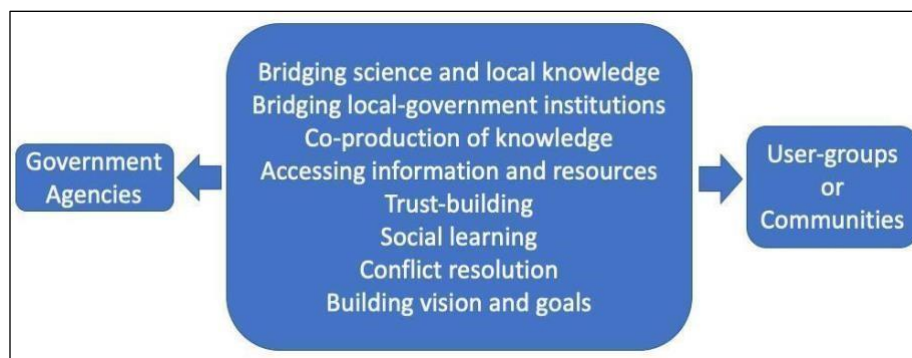 Government
Agencies
Bridging science and local knowledge
Bridging local-government institutions
Co-production of knowledge
Accessing information and resources
Trust-building
Social learning
Conflict resolution
Building vision and goals
User-groups
or
Communities